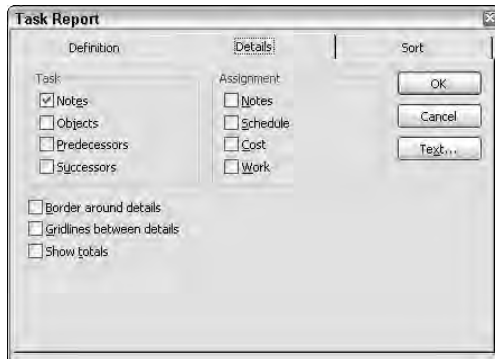 Task Report
Definition Details Sort
Task
Notes
Objects
Predecessors
Successors
Assignment
Notes
Schedule
Cost
Work
OK
Cancel
Text...
Border around details
Gridlines between details
Show totals